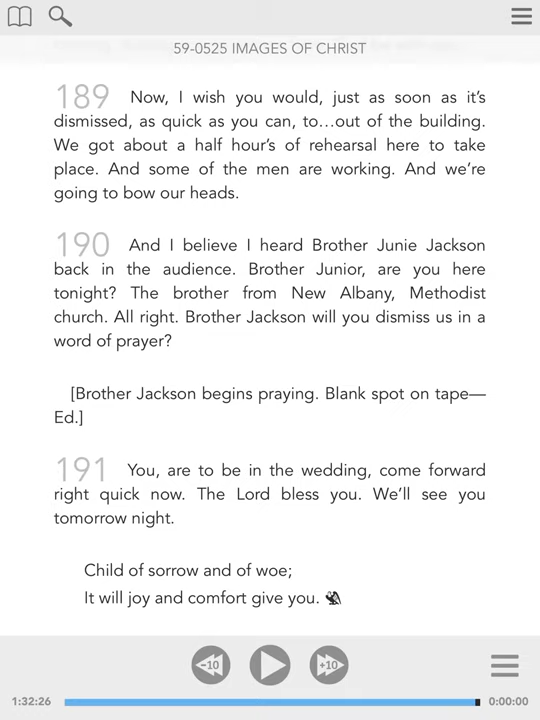 59-0525 IMAGES OF CHRIST
189 Now, I wish you would, just as soon as it’s
dismissed, as quick as you can, to…out of the building.
We got about a half hour’s of rehearsal here to take
place. And some of the men are working. And we’re
going to bow our heads.
190 And I believe I heard Brother Junie Jackson
back in the audience. Brother Junior, are you here
tonight? The brother from New Albany, Methodist
church. All right. Brother Jackson will you dismiss us in a
word of prayer?
[Brother Jackson begins praying. Blank spot on tape—
Ed.]
191 You, are to be in the wedding, come forward
right quick now. The Lord bless you. We’ll see you
tomorrow night.
Child of sorrow and of woe;
It will joy and comfort give you.
-10 +10
1:32:26 0:00:00